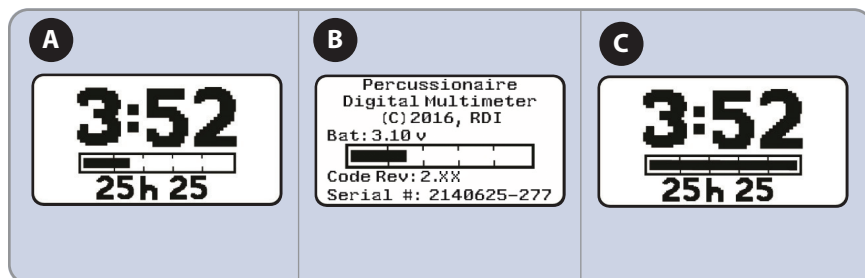 A
3:52
25h 25
B
Percussionaire
Digital Multimeter
(C)2016, RDI
Bat: 3.10 v
Code Rev: 2.XX
Serial #: 2140625-277
C
3:52
25h 25